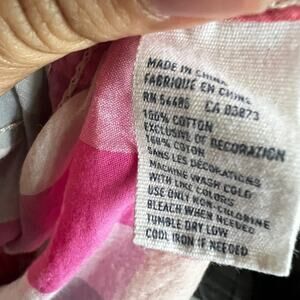 MADE IN CHINA
FABRIQUÉ EN CHINE
RN 54485 CA 03873
100% COTTON
EXCLUSIVE OF DECORATION
100% COTON
SANS LES DÉCORATIONS
MACHINE WASH COLD
WITH LIKE COLORS
USE ONLY NON-CHLORINE
BLEACH WHEN NEEDED
TUMBLE DRY LOW
COOL IRON IF NEEDED